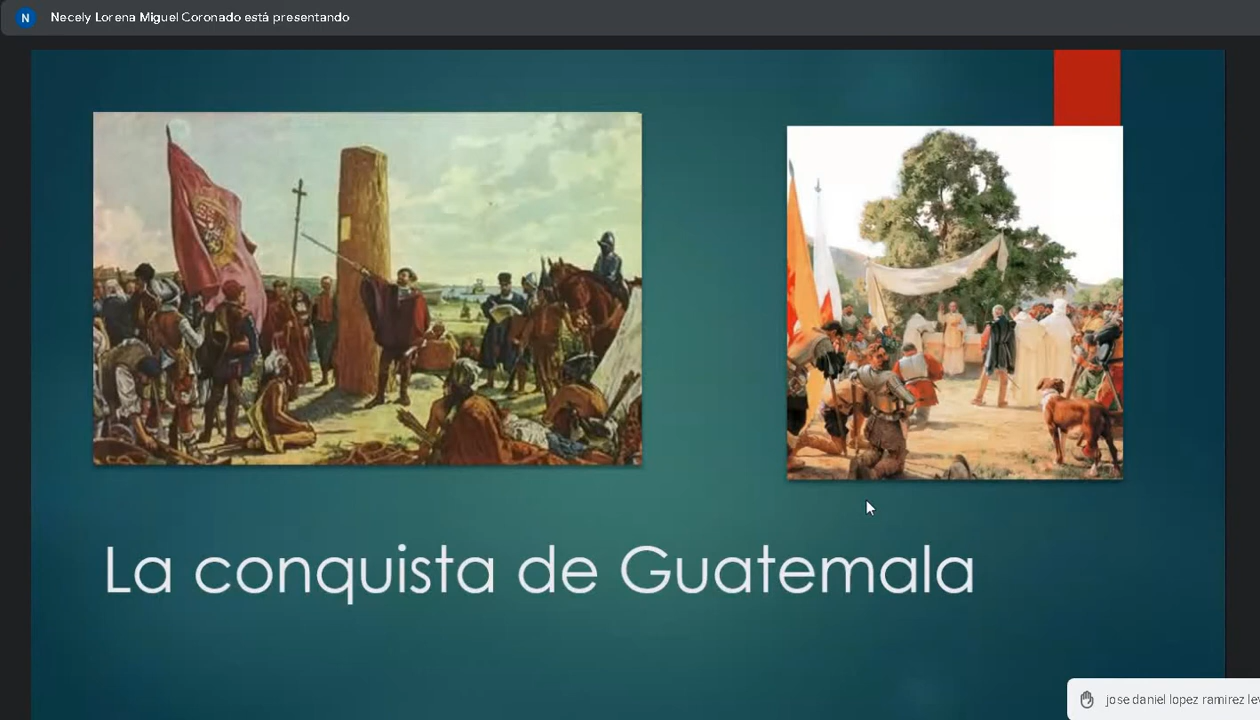 N Necely Lorena Miguel Coronado está presentando
La conquista de Guatemala
jose daniel lopez ramirez